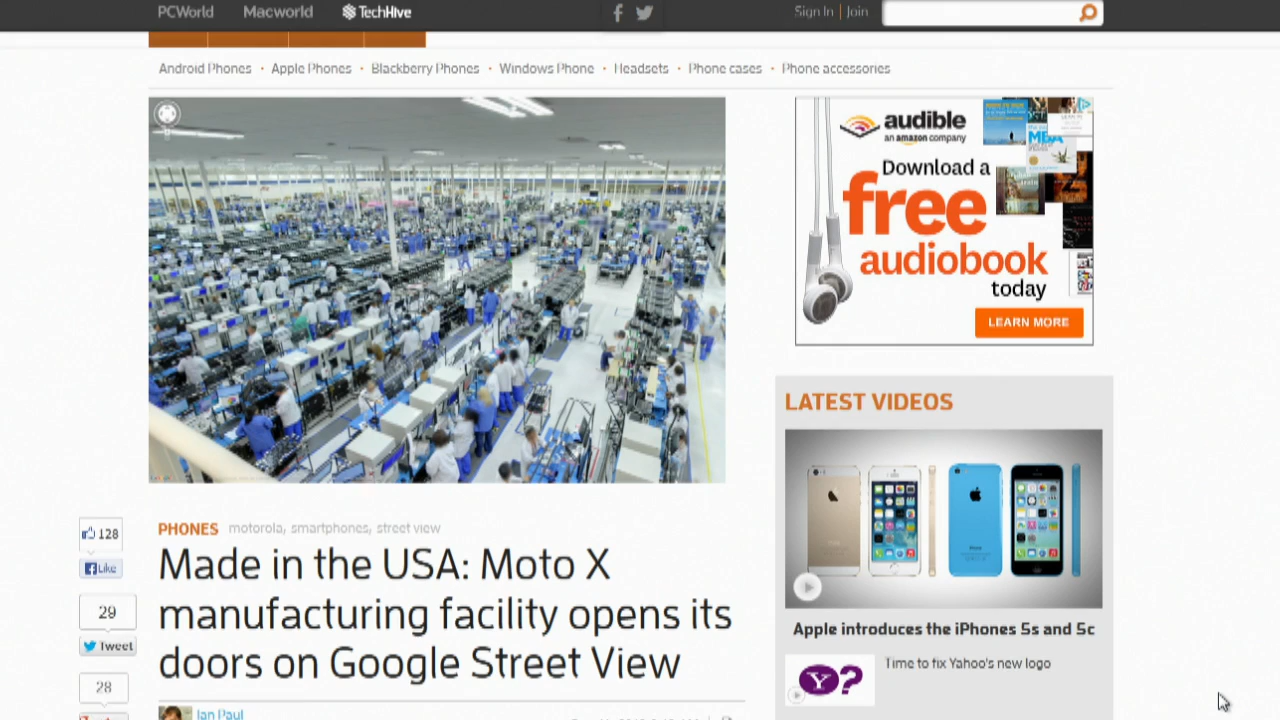 PCWorld Macworld TechHive Sign In Join
Android Phones • Apple Phones • Blackberry Phones • Windows Phone • Headsets • Phone cases • Phone accessories
audible
an amazon company
Download a
free
audiobook
today
LEARN MORE
LATEST VIDEOS
Apple introduces the iPhones 5s and 5c
Y?
Time to fix Yahoo's new logo
128
Like
29
Tweet
28
PHONES motorola, smartphones, street view
Made in the USA: Moto X
manufacturing facility opens its
doors on Google Street View
Ian Paul